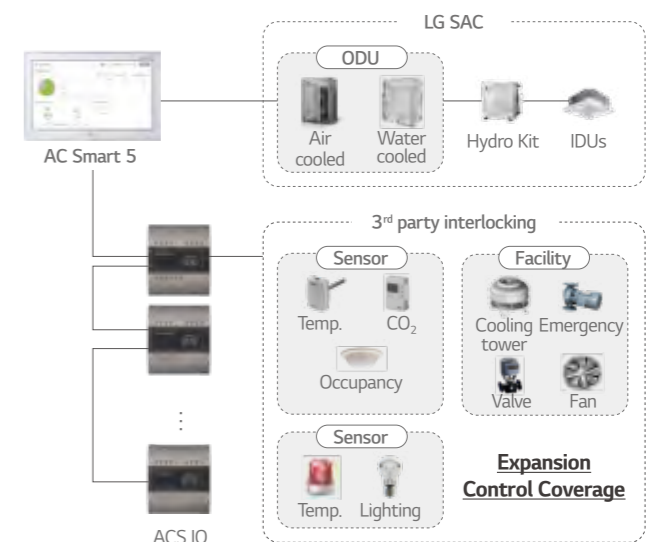 LG SAC
ODU
Air
cooled
Water
cooled
Hydro Kit
IDUs
AC Smart 5
3rd party interlocking
Sensor
Temp.
CO2
Occupancy
Facility
Cooling
tower
Emergency
Valve
Fan
Sensor
Temp.
Lighting
Expansion
Control Coverage
ACS IO